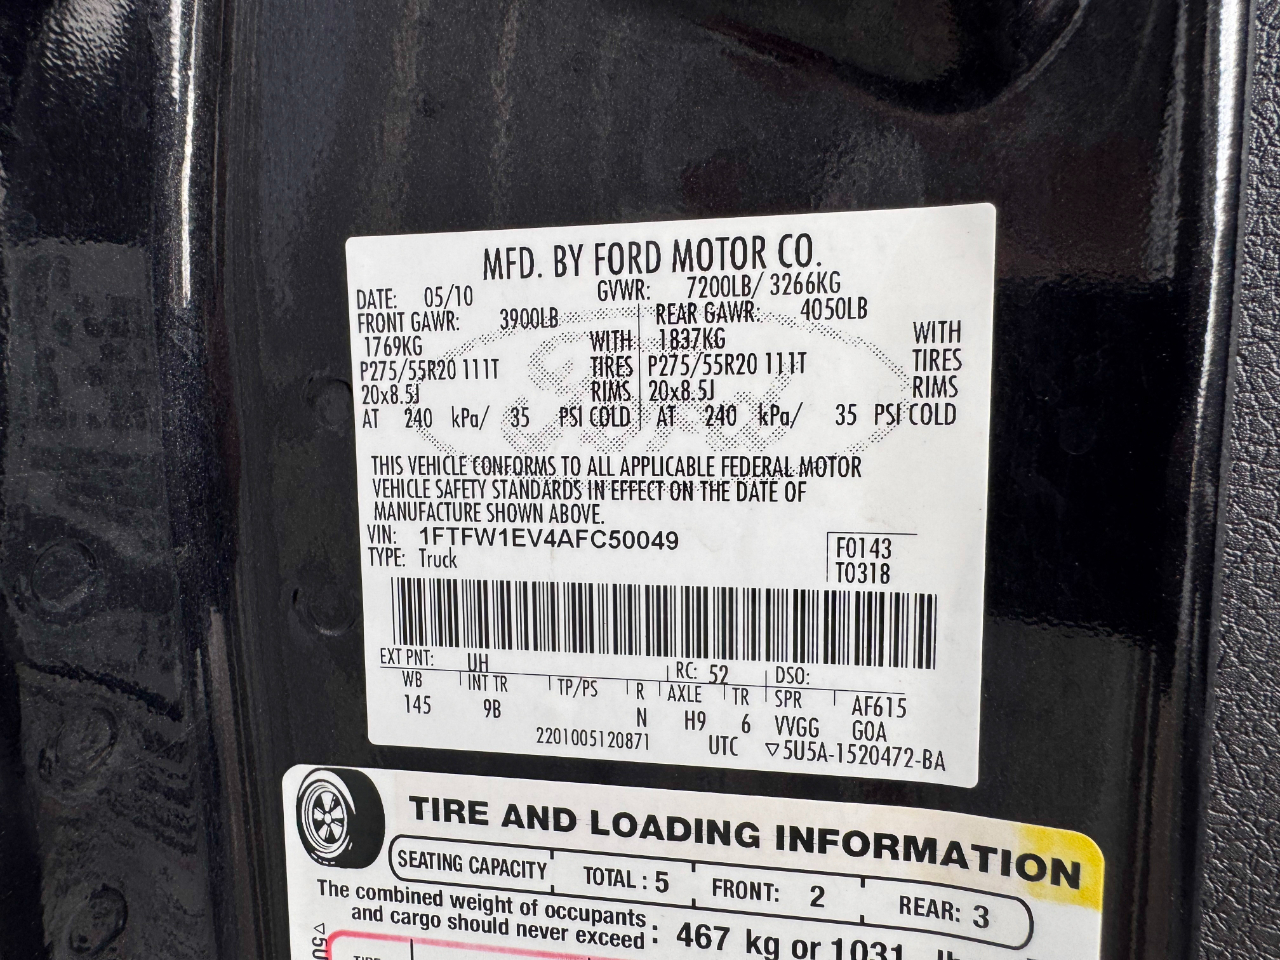 MFD. BY FORD MOTOR CO.
DATE: 05/10 GVWR: 7200LB/ 3266KG
FRONT GAWR: 3900LB REAR GAWR: 4050LB
1769KG WITH 1837KG WITH
P275/55R20 111T TIRES P275/55R20 111T TIRES
20x8.5J RIMS 20x8.5J RIMS
AT 240 kPa/ 35 PSI COLD AT 240 kPa/ 35 PSI COLD
THIS VEHICLE CONFORMS TO ALL APPLICABLE FEDERAL MOTOR
VEHICLE SAFETY STANDARDS IN EFFECT ON THE DATE OF
MANUFACTURE SHOWN ABOVE.
VIN: 1FTFW1EV4AFC50049
TYPE: Truck
F0143
T0318
EXT PNT: UH RC: 52 DSO:
WB INT TR TP/PS R AXLE TR SPR AF615
145 9B N H9 6 VVGG GOA
2201005120871 UTC ▽5U5A-1520472-BA
TIRE AND LOADING INFORMATION
SEATING CAPACITY TOTAL : 5 FRONT: 2 REAR: 3
The combined weight of occupants
and cargo should never exceed : 467 kg or 1031
▽5U